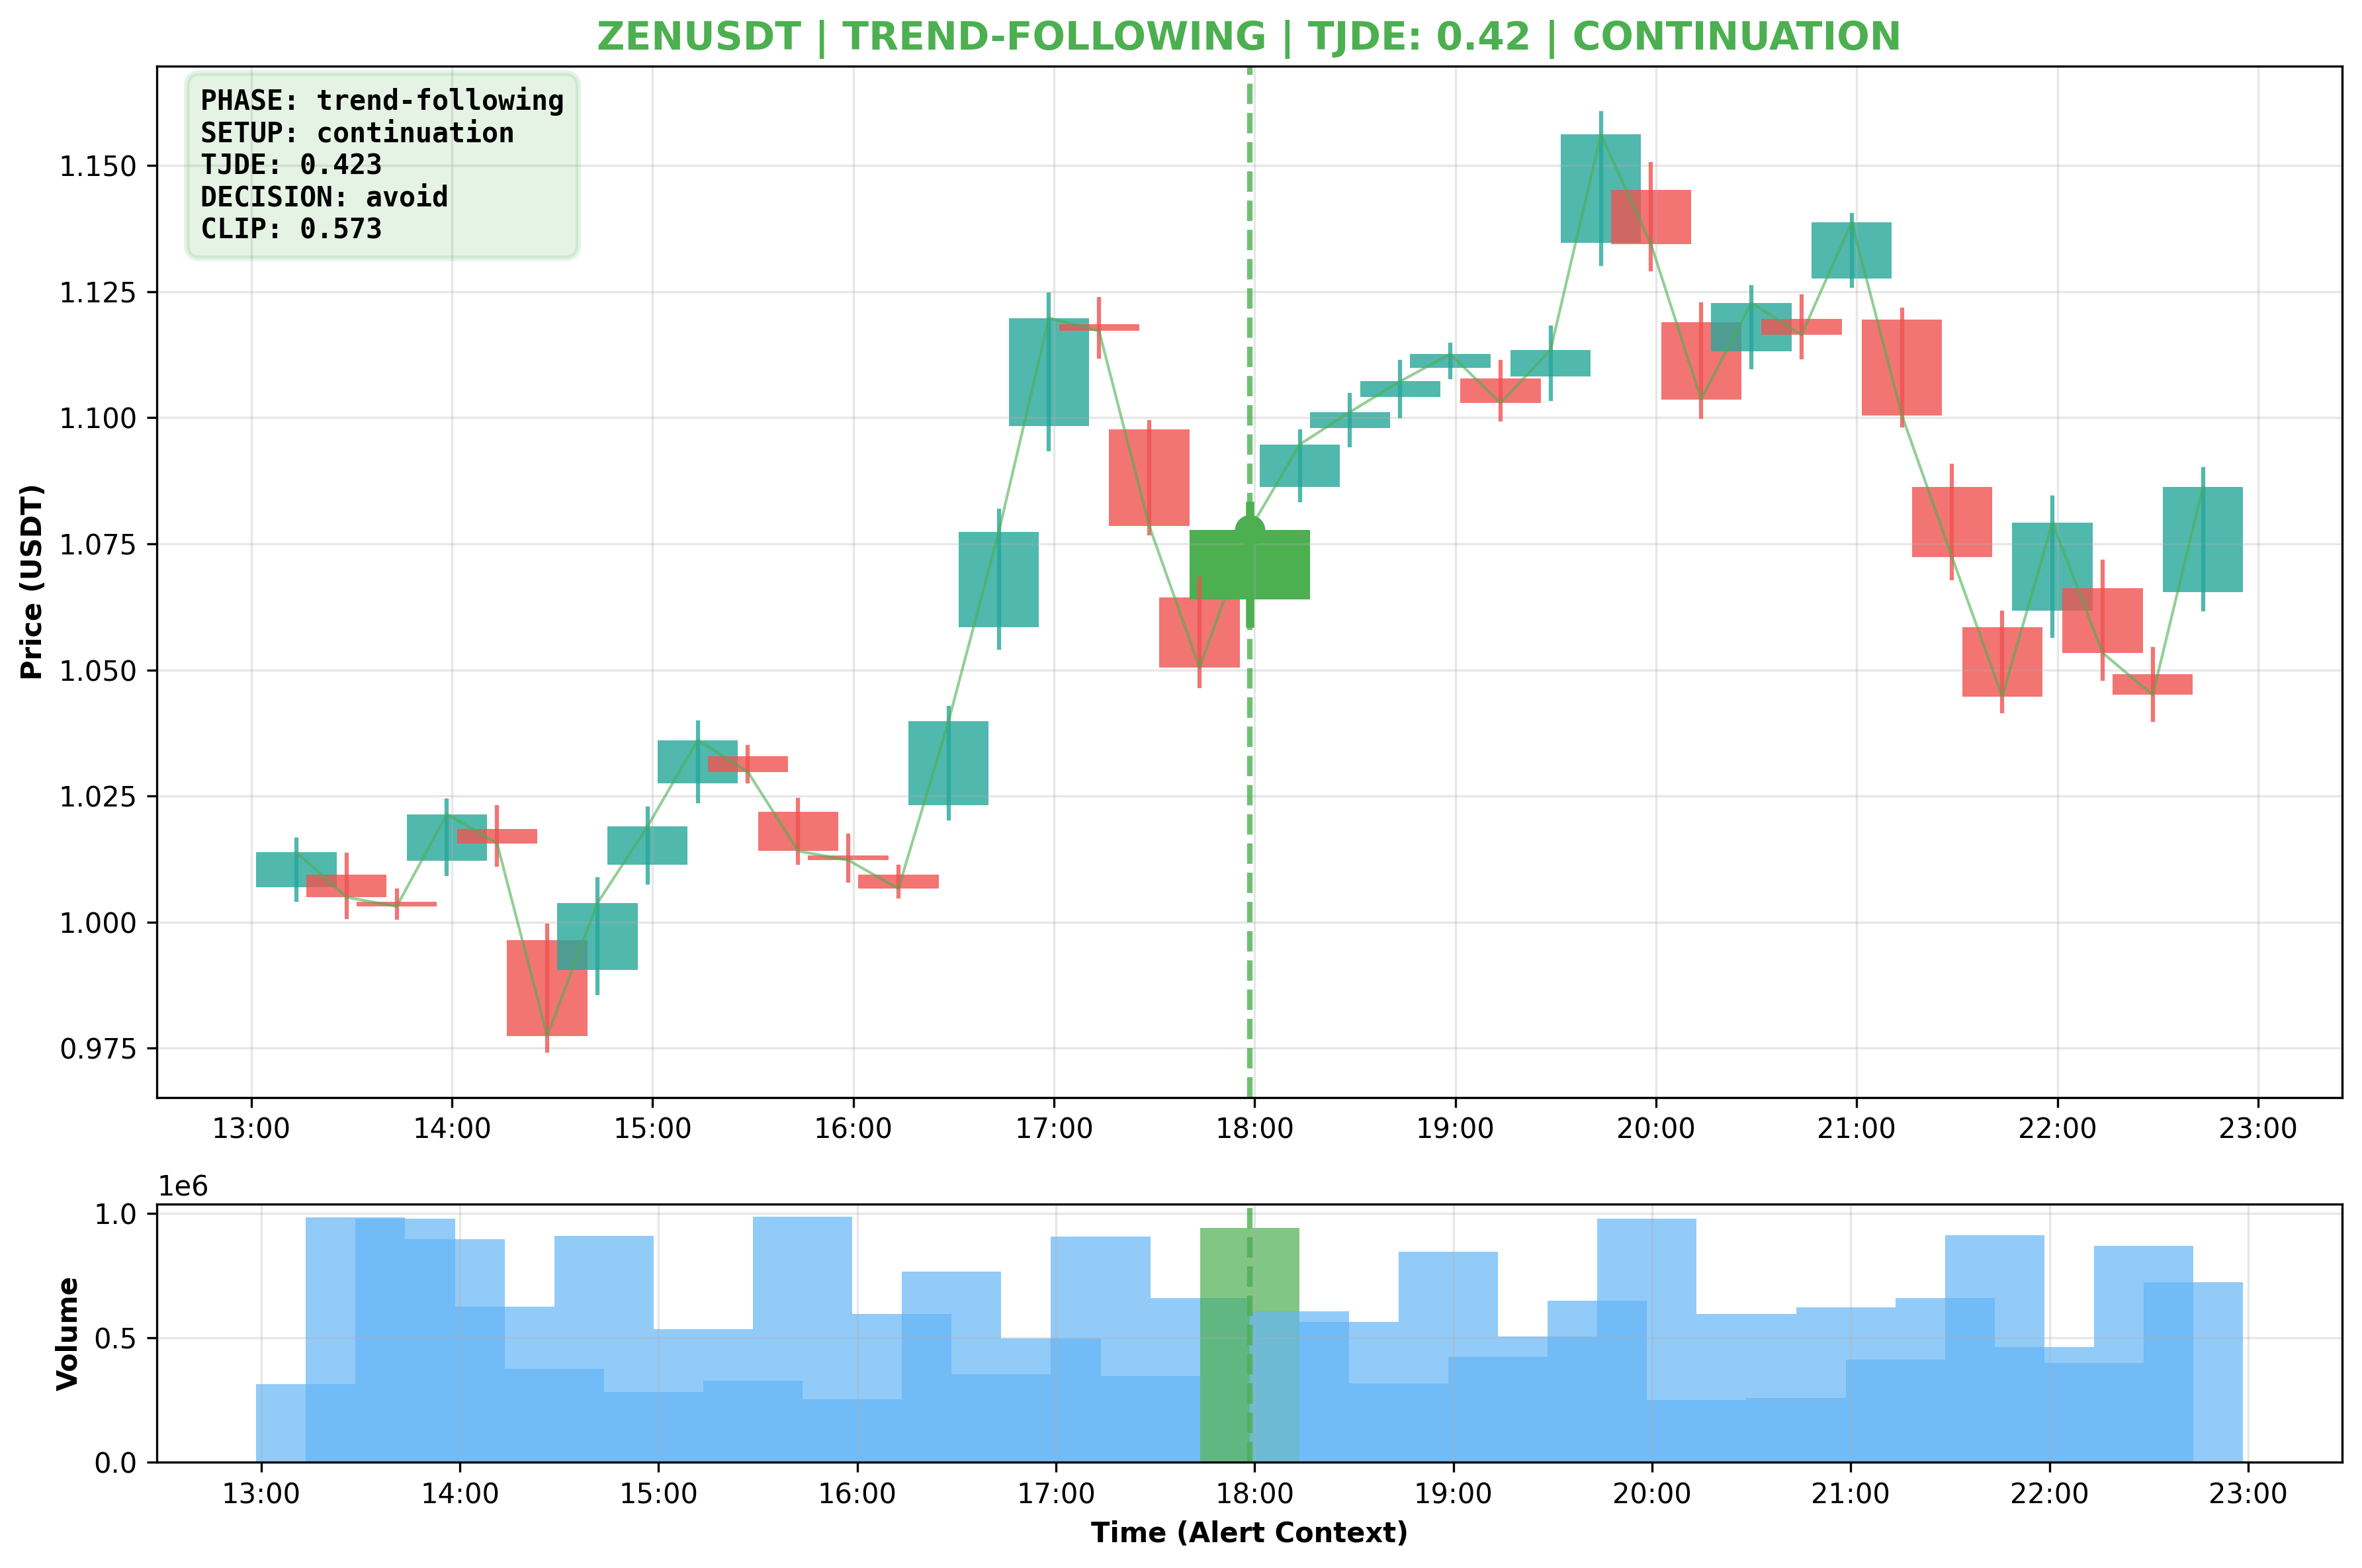 ZENUSDT | TREND-FOLLOWING | TJDE: 0.42 | CONTINUATION
PHASE: trend-following
SETUP: continuation
TJDE: 0.423
DECISION: avoid
CLIP: 0.573
Price (USDT)
1.150
1.125
1.100
1.075
1.050
1.025
1.000
0.975
13:00 14:00 15:00 16:00 17:00 18:00 19:00 20:00 21:00 22:00 23:00
1e6
Volume
1.0
0.5
0.0
13:00 14:00 15:00 16:00 17:00 18:00 19:00 20:00 21:00 22:00 23:00
Time (Alert Context)